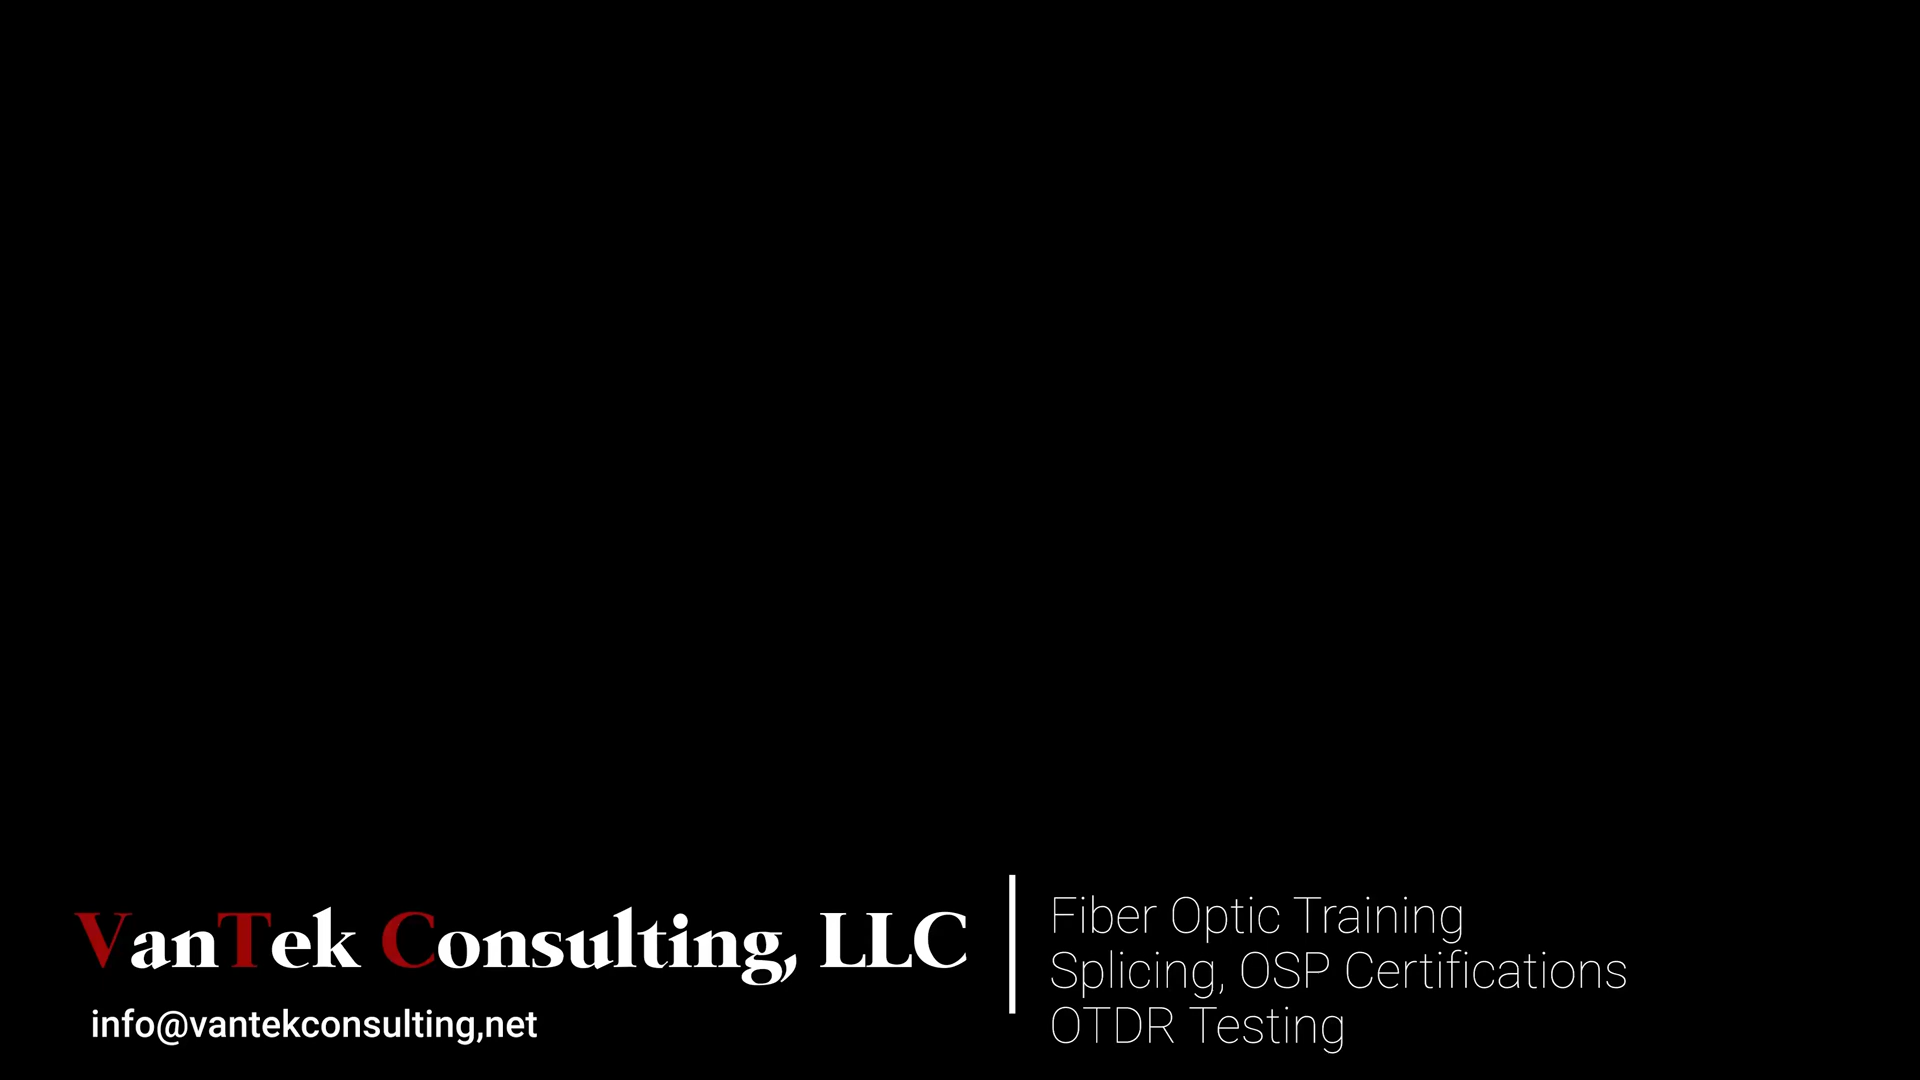 VanTek Consulting, LLC
info@vantekconsulting,net
Fiber Optic Training
Splicing, OSP Certifications
OTDR Testing